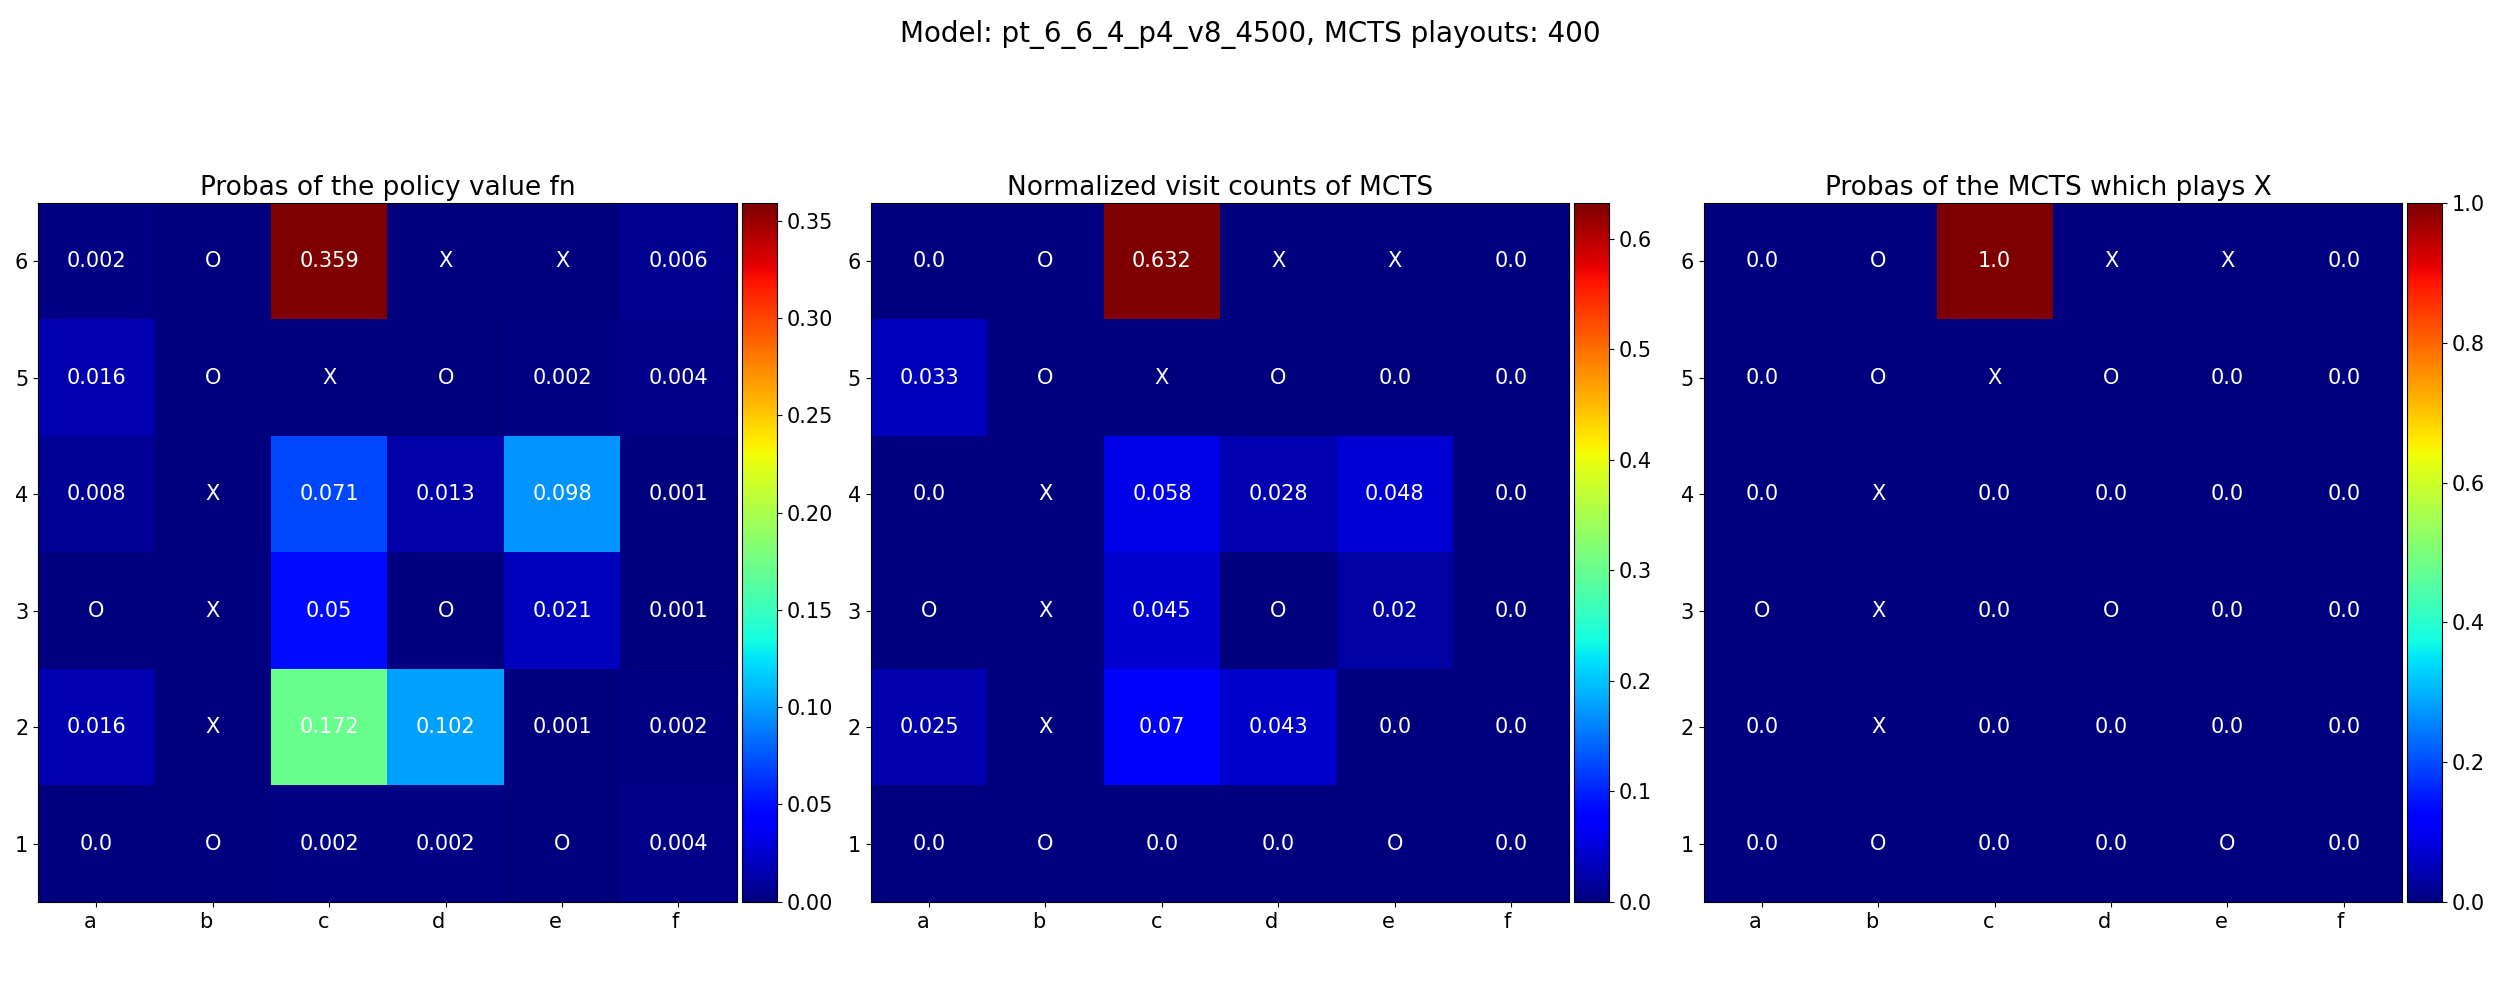 Model: pt_6_6_4_p4_v8_4500, MCTS playouts: 400
Probas of the policy value fn
6 0.002 O 0.359 X X 0.006
5 0.016 O X O 0.002 0.004
4 0.008 X 0.071 0.013 0.098 0.001
3 O X 0.05 O 0.021 0.001
2 0.016 X 0.172 0.102 0.001 0.002
1 0.0 O 0.002 0.002 O 0.004
a b c d e f
0.35
0.30
0.25
0.20
0.15
0.10
0.05
0.00
Normalized visit counts of MCTS
6 0.0 O 0.632 X X 0.0
5 0.033 O X O 0.0 0.0
4 0.0 X 0.058 0.028 0.048 0.0
3 O X 0.045 O 0.02 0.0
2 0.025 X 0.07 0.043 0.0 0.0
1 0.0 O 0.0 0.0 O 0.0
a b c d e f
0.6
0.5
0.4
0.3
0.2
0.1
0.0
Probas of the MCTS which plays X
6 0.0 O 1.0 X X 0.0
5 0.0 O X O 0.0 0.0
4 0.0 X 0.0 0.0 0.0 0.0
3 O X 0.0 O 0.0 0.0
2 0.0 X 0.0 0.0 0.0 0.0
1 0.0 O 0.0 0.0 O 0.0
a b c d e f
1.0
0.8
0.6
0.4
0.2
0.0